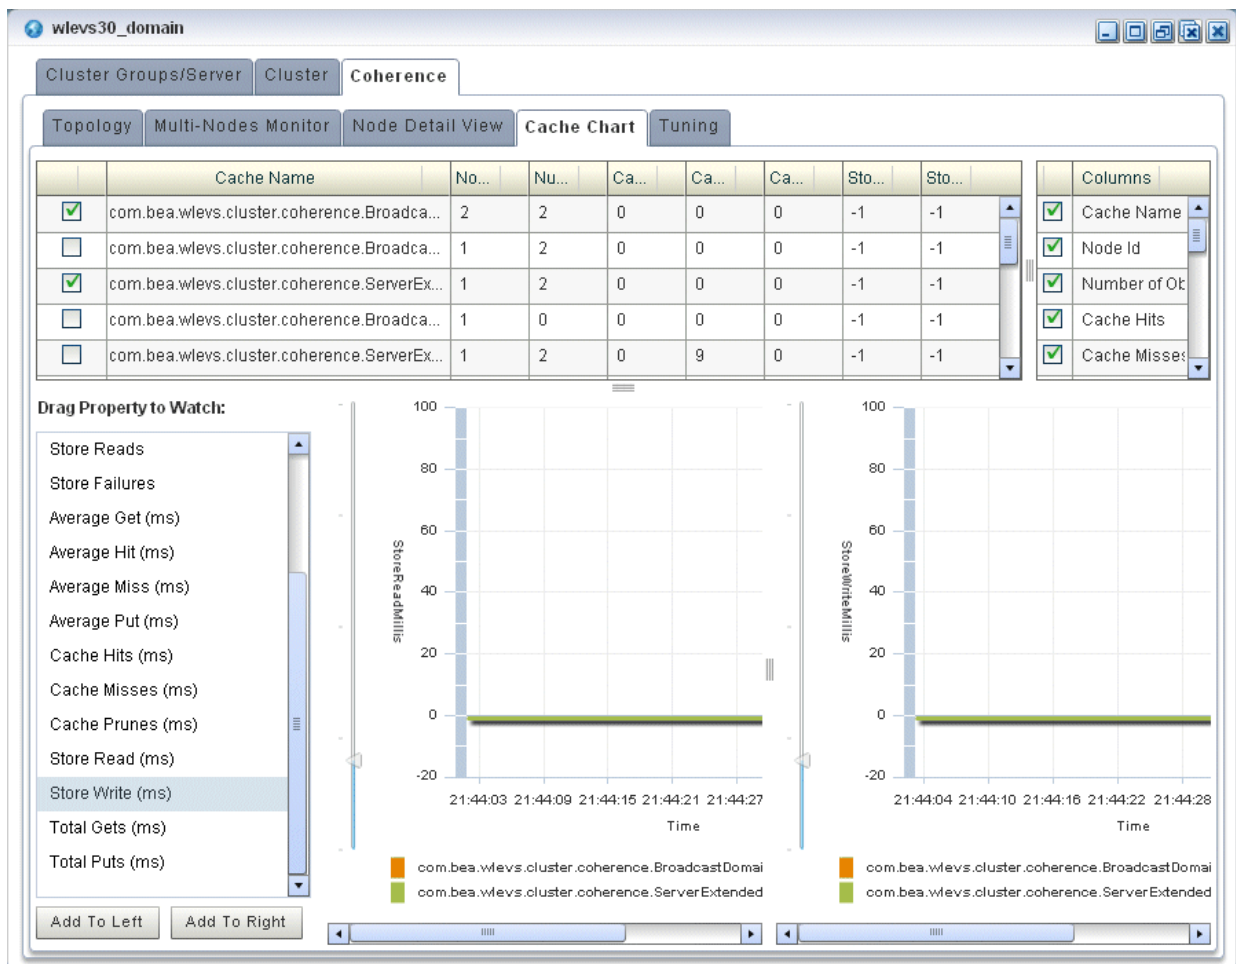 wlevs30_domain
Cluster Groups/Server Cluster Coherence
Topology Multi-Nodes Monitor Node Detail View Cache Chart Tuning
Cache Name No... Nu... Ca... Ca... Ca... Sto... Sto... Columns
com.bea.wlevs.cluster.coherence.Broadca... 2 2 0 0 0 -1 -1 Cache Name
com.bea.wlevs.cluster.coherence.Broadca... 1 2 0 0 0 -1 -1 Node Id
com.bea.wlevs.cluster.coherence.ServerEx... 1 2 0 0 0 -1 -1 Number of Ob
com.bea.wlevs.cluster.coherence.Broadca... 1 0 0 0 0 -1 -1 Cache Hits
com.bea.wlevs.cluster.coherence.ServerEx... 1 2 0 9 0 -1 -1 Cache Misses
Drag Property to Watch:
Store Reads
Store Failures
Average Get (ms)
Average Hit (ms)
Average Miss (ms)
Average Put (ms)
Cache Hits (ms)
Cache Misses (ms)
Cache Prunes (ms)
Store Read (ms)
Store Write (ms)
Total Gets (ms)
Total Puts (ms)
Add To Left Add To Right
100
80
60
40
20
0
-20
StoreReadMillis
21:44:03 21:44:09 21:44:15 21:44:21 21:44:27
Time
com.bea.wlevs.cluster.coherence.BroadcastDomai
com.bea.wlevs.cluster.coherence.ServerExtended
100
80
60
40
20
0
-20
StoreWriteMillis
21:44:04 21:44:10 21:44:16 21:44:22 21:44:28
Time
com.bea.wlevs.cluster.coherence.BroadcastDomai
com.bea.wlevs.cluster.coherence.ServerExtended